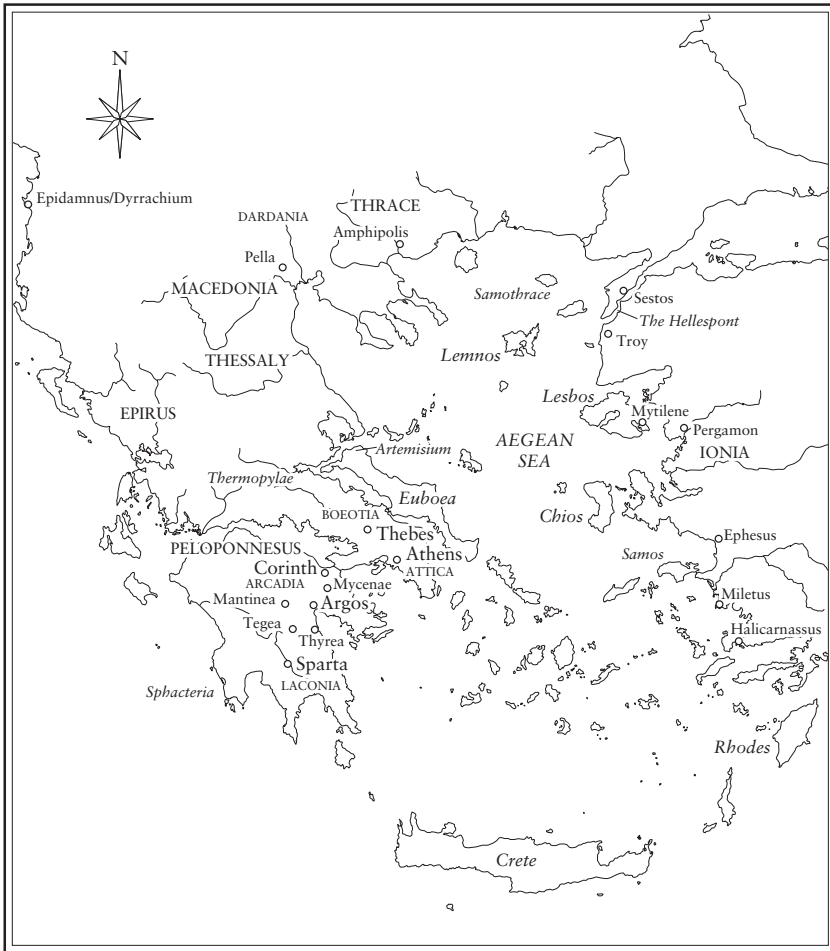 N
Epidamnus/Dyrrachium
DARDANIA
THRACE
Amphipolis
Pella
MACEDONIA
Samothrace
Sestos
The Hellespont
Troy
Lemnos
THESSALY
Lesbos
EPIRUS
Mytilene
Pergamon
AEGEAN
SEA
IONIA
Artemisium
Thermopylae
Euboea
BOEOTIA
Chios
Thebes
Ephesus
PELOPONNESUS
Athens
Samos
Corinth
ATTICA
ARCADIA
Mycenae
Miletus
Mantinea
Argos
Tegea
Thyrea
Halicarnassus
Sparta
LACONIA
Sphacteria
Rhodes
Crete